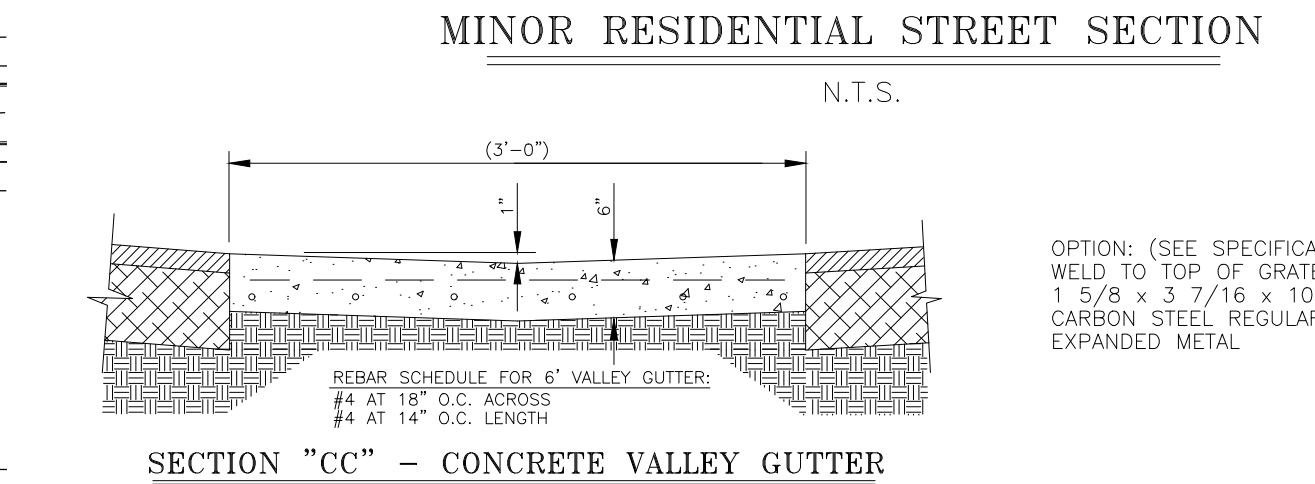 MINOR RESIDENTIAL STREET SECTION
N.T.S.
(3'-0")
1"
6"
OPTION: (SEE SPECIFICA
WELD TO TOP OF GRATE
1 5/8 x 3 7/16 x 10
CARBON STEEL REGULAR
EXPANDED METAL
REBAR SCHEDULE FOR 6' VALLEY GUTTER:
#4 AT 18" O.C. ACROSS
#4 AT 14" O.C. LENGTH
SECTION "CC" - CONCRETE VALLEY GUTTER